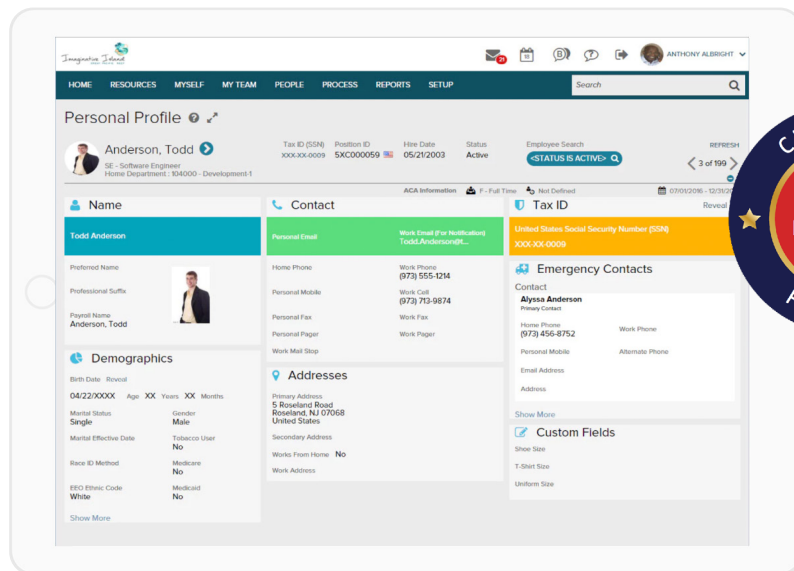 Imaginative Island
21
ANTHONY ALBRIGHT
HOME RESOURCES MYSELF MY TEAM PEOPLE PROCESS REPORTS SETUP
Search
Personal Profile
Anderson, Todd
SE - Software Engineer
Home Department : 104000 - Development-1
Tax ID (SSN) Position ID Hire Date Status Employee Search REFRESH
XXX-XX-0009 5XC000059 05/21/2003 Active <STATUS IS ACTIVE> 3 of 199
ACA Information F - Full Time Not Defined
Name
Todd Anderson
Preferred Name
Professional Suffix
Payroll Name
Anderson, Todd
Demographics
Birth Date Reveal
04/22/XXXX Age XX Years XX Months
Marital Status Gender
Single Male
Marital Effective Date Tobacco User
No
Race ID Method Medicare
No
EEO Ethnic Code Medicaid
White No
Show More
Contact
Personal Email Work Email (For Notification)
Todd.Anderson@t...
Home Phone Work Phone
(973) 555-1214
Personal Mobile Work Cell
(973) 713-9874
Personal Fax Work Fax
Personal Pager Work Pager
Work Mail Stop
Addresses
Primary Address
5 Roseland Road
Roseland, NJ 07068
United States
Secondary Address
Works From Home No
Work Address
Tax ID Reveal
United States Social Security Number (SSN)
XXX-XX-0009
Emergency Contacts
Contact
Alyssa Anderson
Primary Contact
Home Phone Work Phone
(973) 456-8752
Personal Mobile Alternate Phone
Email Address
Address
Show More
Custom Fields
Shoe Size
T-Shirt Size
Uniform Size